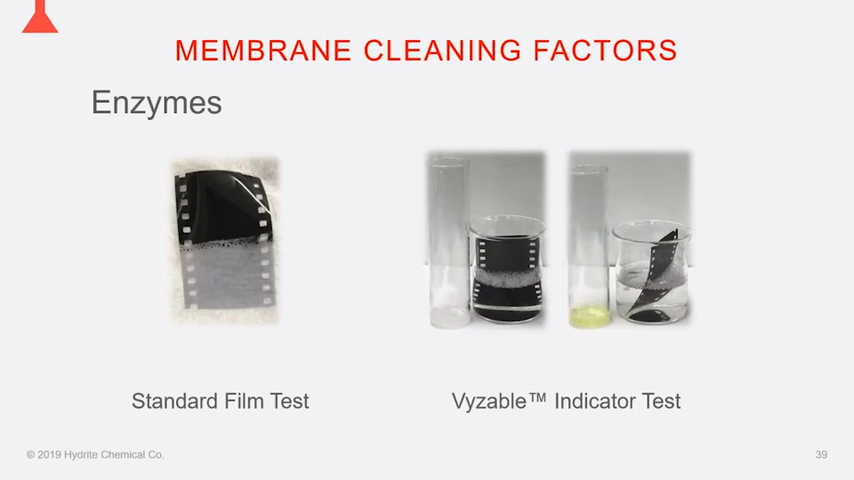 MEMBRANE CLEANING FACTORS
Enzymes
Standard Film Test
Vyzable™ Indicator Test
© 2019 Hydrite Chemical Co.
39